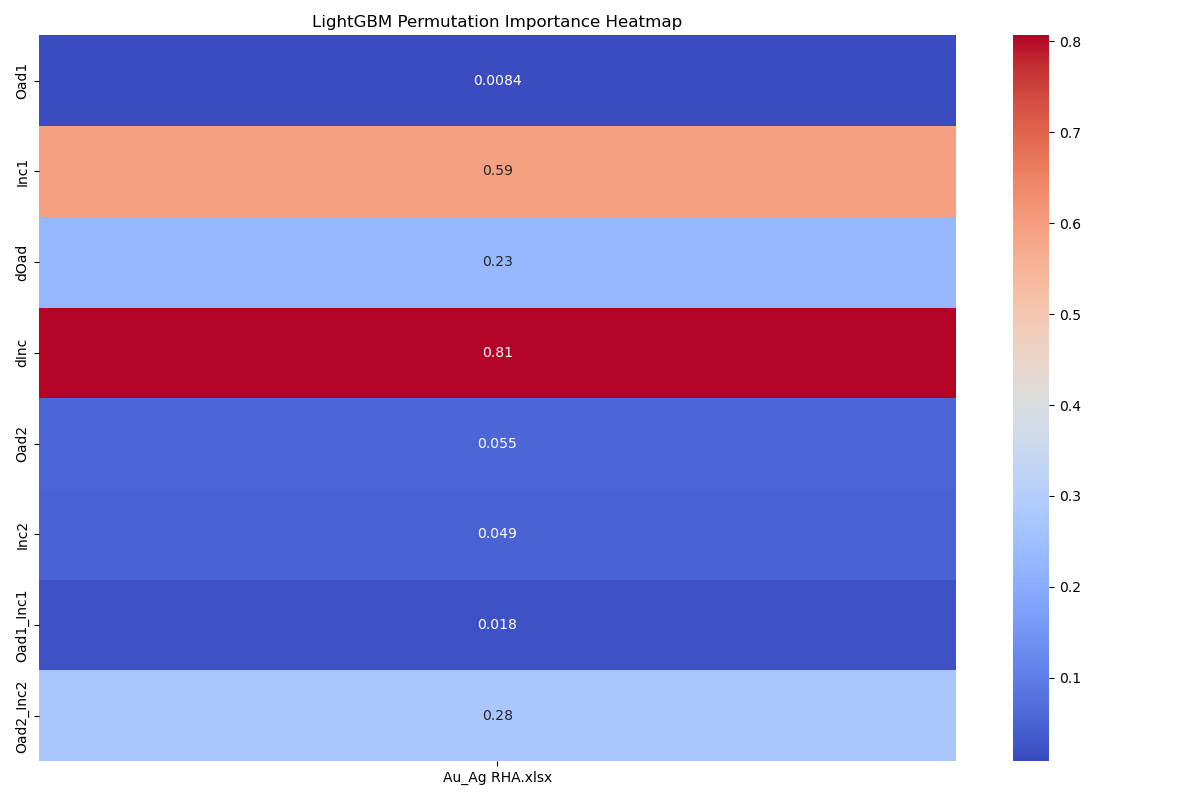 LightGBM Permutation Importance Heatmap
Oad1
0.0084
Inc1
0.59
dOad
0.23
dInc
0.81
Oad2
0.055
Inc2
0.049
Oad1_Inc1
0.018
Oad2_Inc2
0.28
Au_Ag RHA.xlsx
0.8
0.7
0.6
0.5
0.4
0.3
0.2
0.1